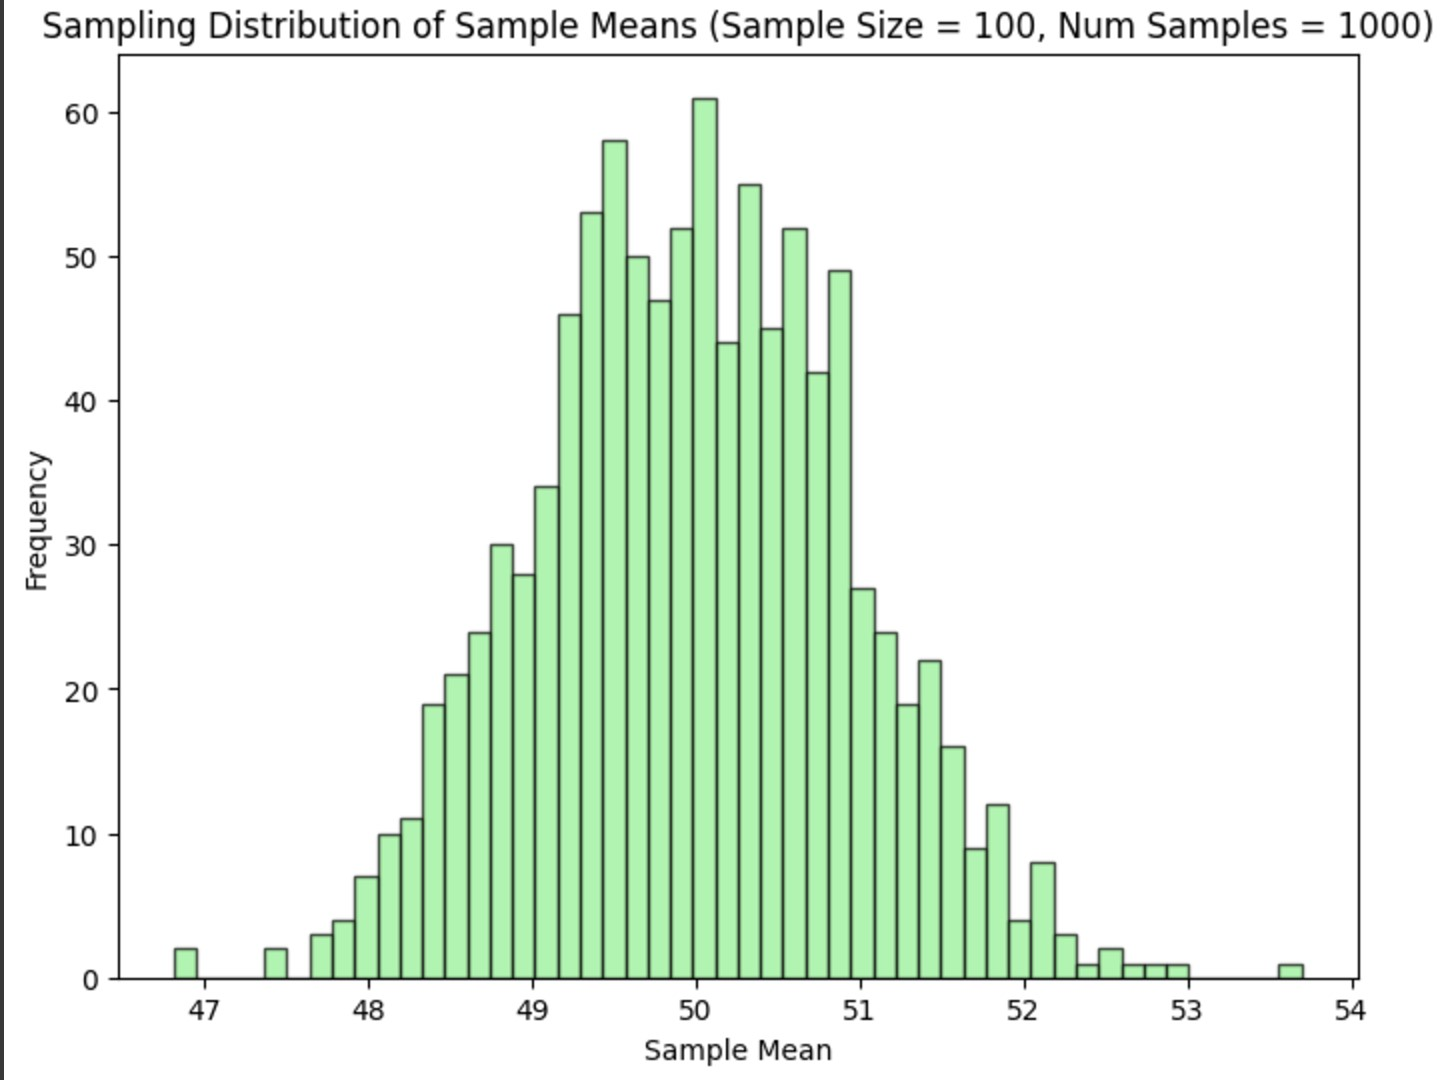 Sampling Distribution of Sample Means (Sample Size = 100, Num Samples = 1000)
60
50
40
30
20
10
0
Frequency
47 48 49 50 51 52 53 54
Sample Mean